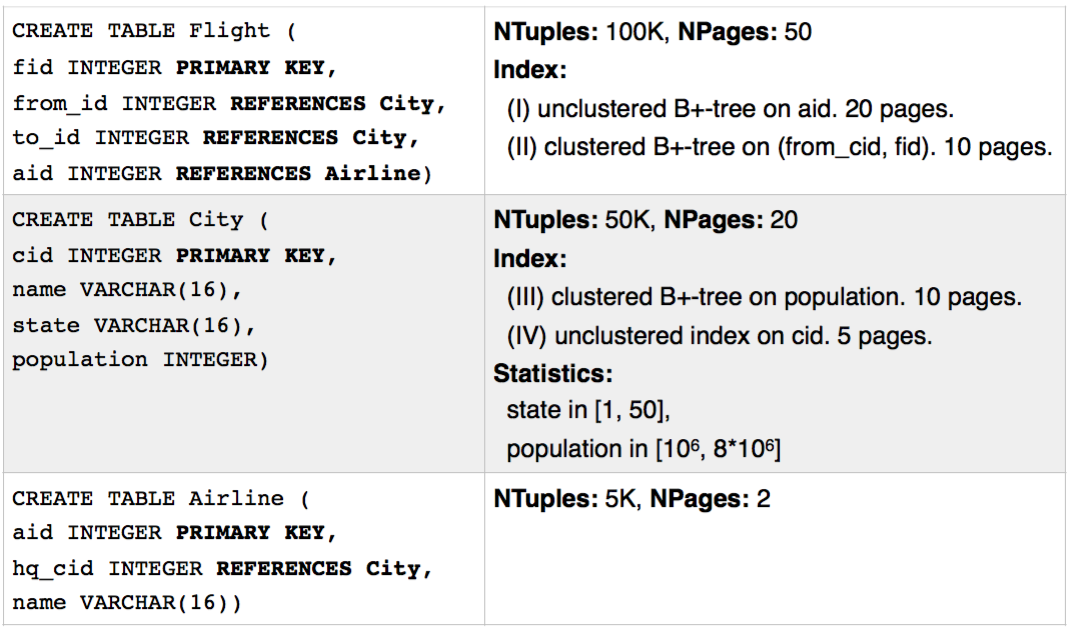 CREATE TABLE Flight (
fid INTEGER PRIMARY KEY,
from_id INTEGER REFERENCES City,
to_id INTEGER REFERENCES City,
aid INTEGER REFERENCES Airline)
NTuples: 100K, NPages: 50
Index:
(I) unclustered B+-tree on aid. 20 pages.
(II) clustered B+-tree on (from_cid, fid). 10 pages.
CREATE TABLE City (
cid INTEGER PRIMARY KEY,
name VARCHAR(16),
state VARCHAR(16),
population INTEGER)
NTuples: 50K, NPages: 20
Index:
(III) clustered B+-tree on population. 10 pages.
(IV) unclustered index on cid. 5 pages.
Statistics:
state in [1, 50],
population in [10⁶, 8*10⁶]
CREATE TABLE Airline (
aid INTEGER PRIMARY KEY,
hq_cid INTEGER REFERENCES City,
name VARCHAR(16))
NTuples: 5K, NPages: 2